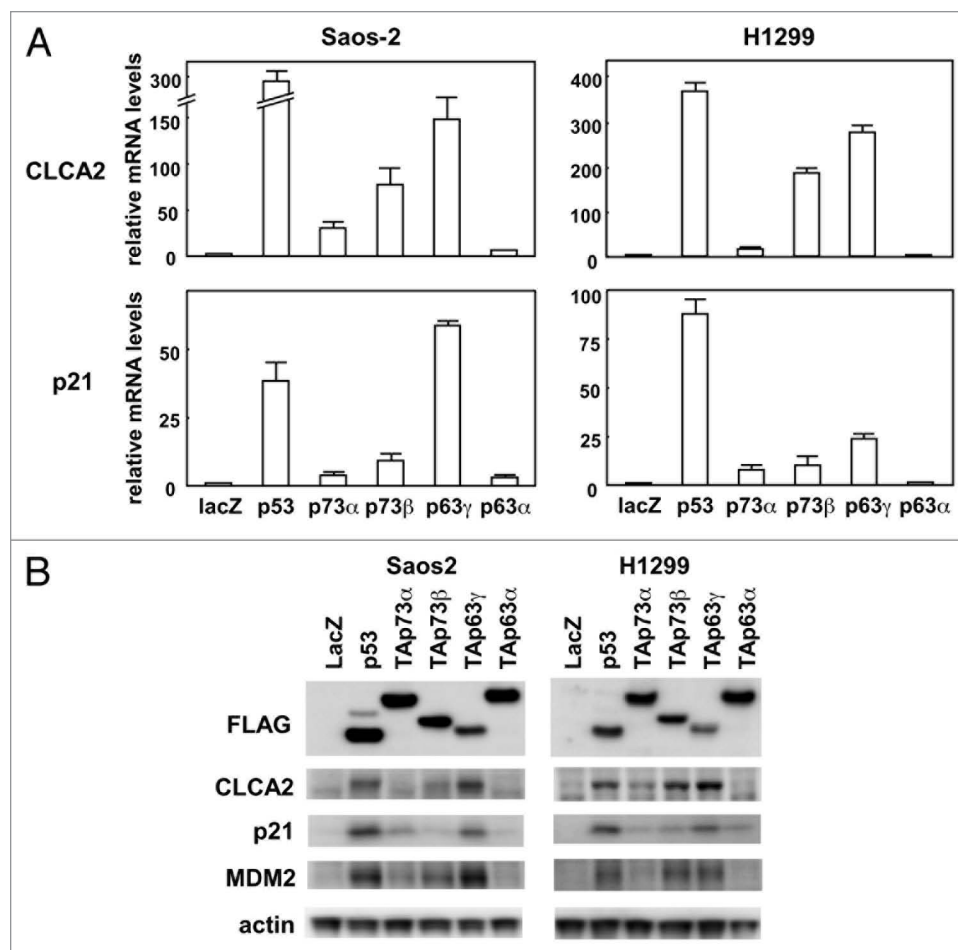 A
Saos-2
H1299
CLCA2
relative mRNA levels
300
150
100
50
0
400
300
200
100
0
p21
relative mRNA levels
50
25
0
100
75
50
25
0
lacZ p53 p73α p73β p63γ p63α
lacZ p53 p73α p73β p63γ p63α
B
Saos2
H1299
LacZ
p53
TAp73α
TAp73β
TAp63γ
TAp63α
LacZ
p53
TAp73α
TAp73β
TAp63γ
TAp63α
FLAG
CLCA2
p21
MDM2
actin